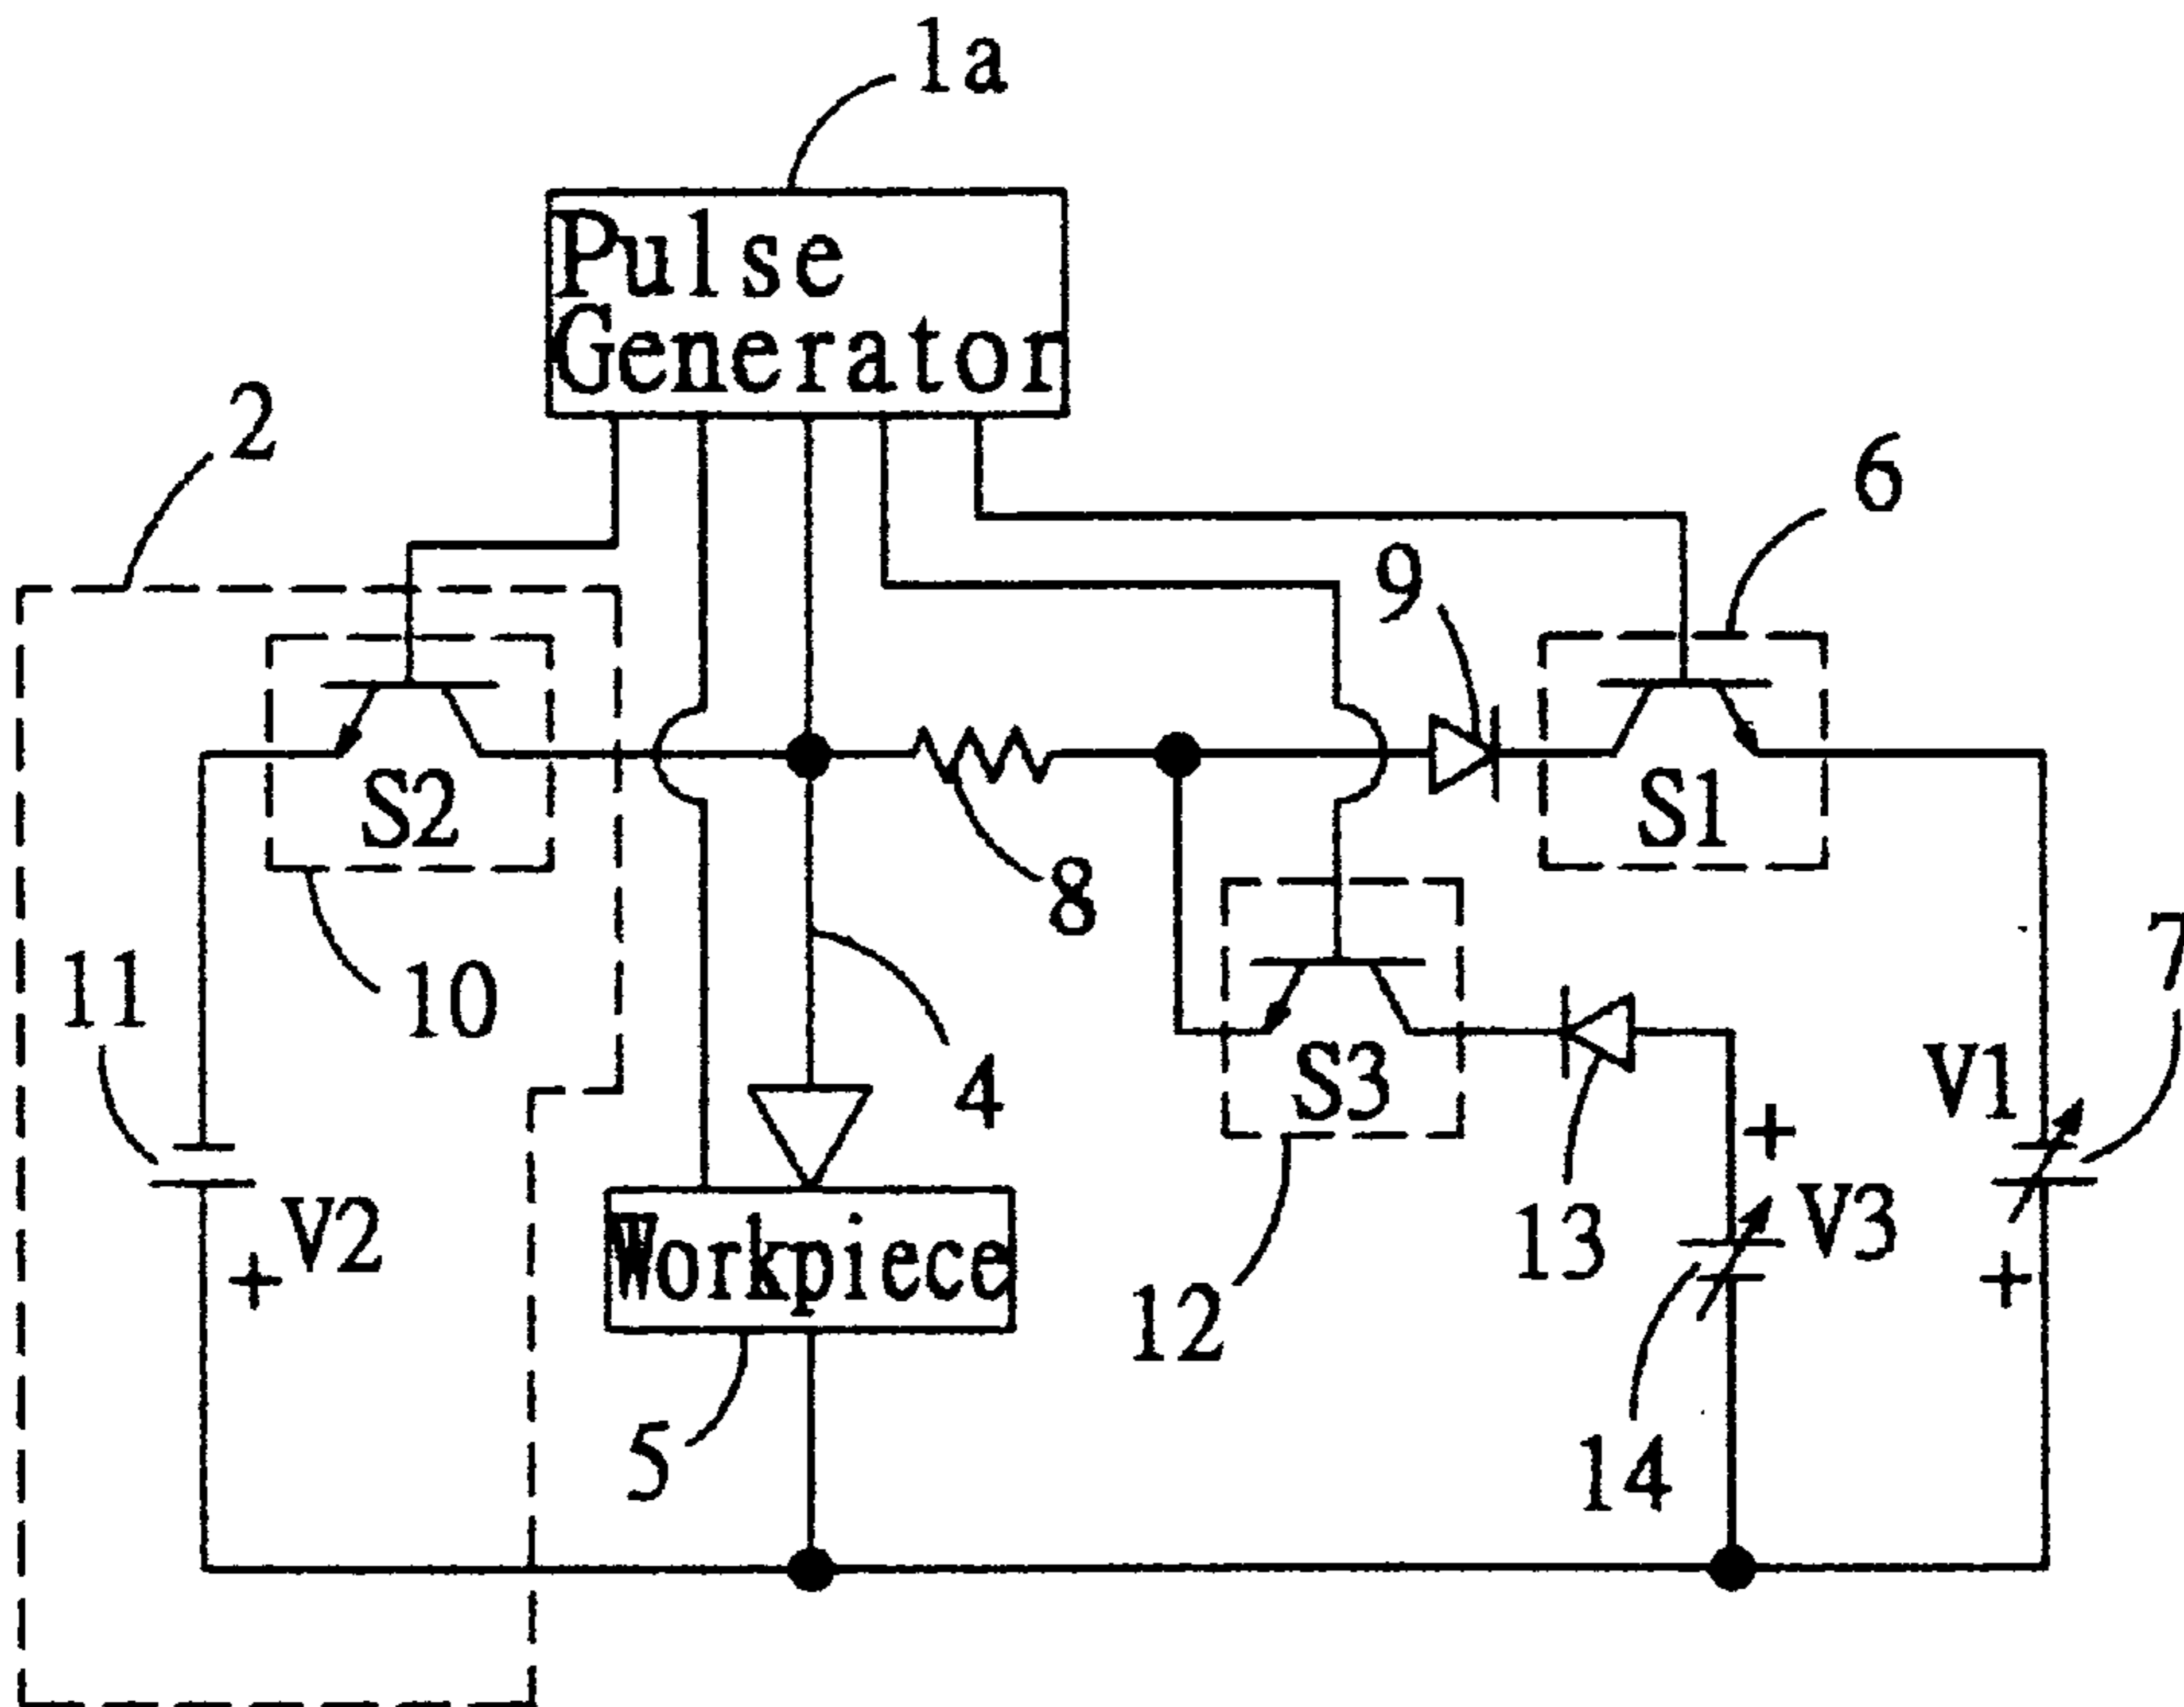 1a
Pulse
Generator
2
6
9
S2
S1
8
7
11
10
4
S3
V1
+
V2
+
Workpiece
13
V3
+
12
5
14